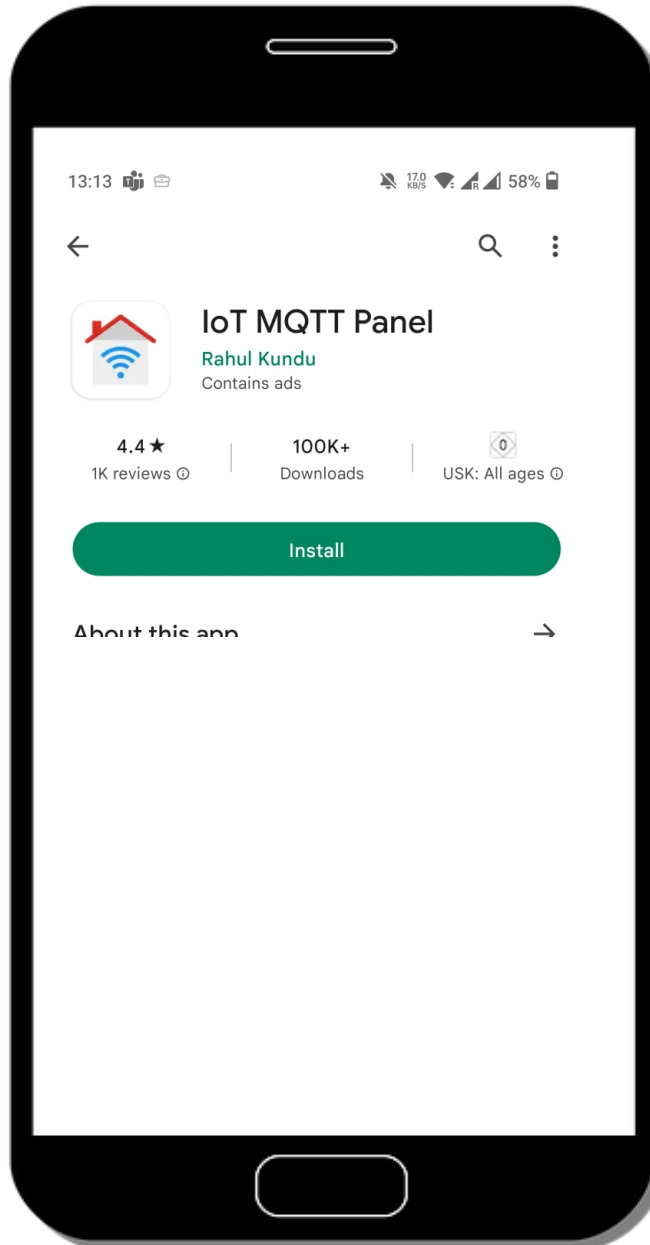 13:13 17.0 KB/S R 58%
IoT MQTT Panel
Rahul Kundu
Contains ads
4.4★ 100K+ 0
1K reviews Downloads USK: All ages
Install
About this app